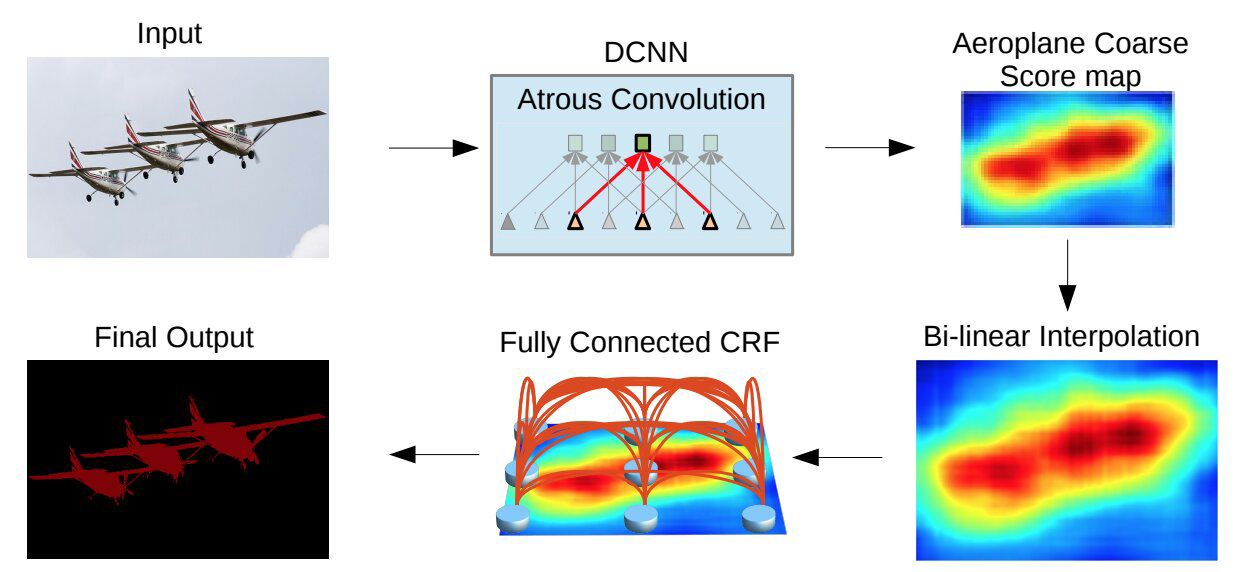 Input
DCNN
Atrous Convolution
Aeroplane Coarse
Score map
Bi-linear Interpolation
Fully Connected CRF
Final Output